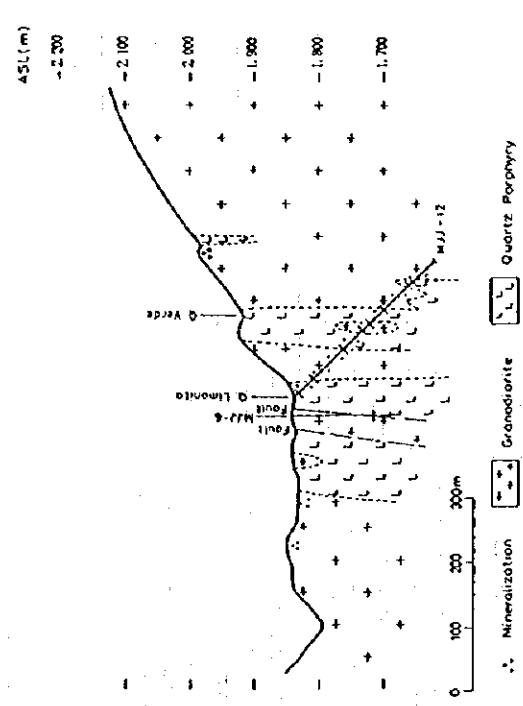 ASL(m)
2.200
2.100
2.000
1.900
1.800
1.700
Q Verde
Q. Limonita
Fault
MJJ-6
Fault
MJJ-12
0
100
200
300m
Mineralization
Granodiorite
Quartz Porphyry